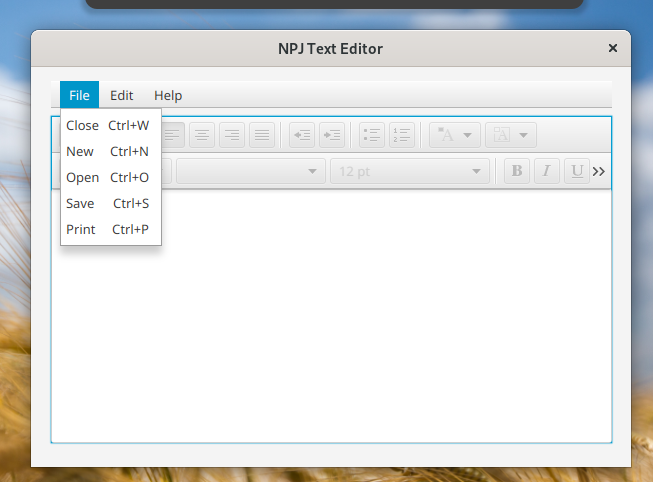 NPJ Text Editor
File Edit Help
Close Ctrl+W
New Ctrl+N
Open Ctrl+O
Save Ctrl+S
Print Ctrl+P
12 pt
B I U